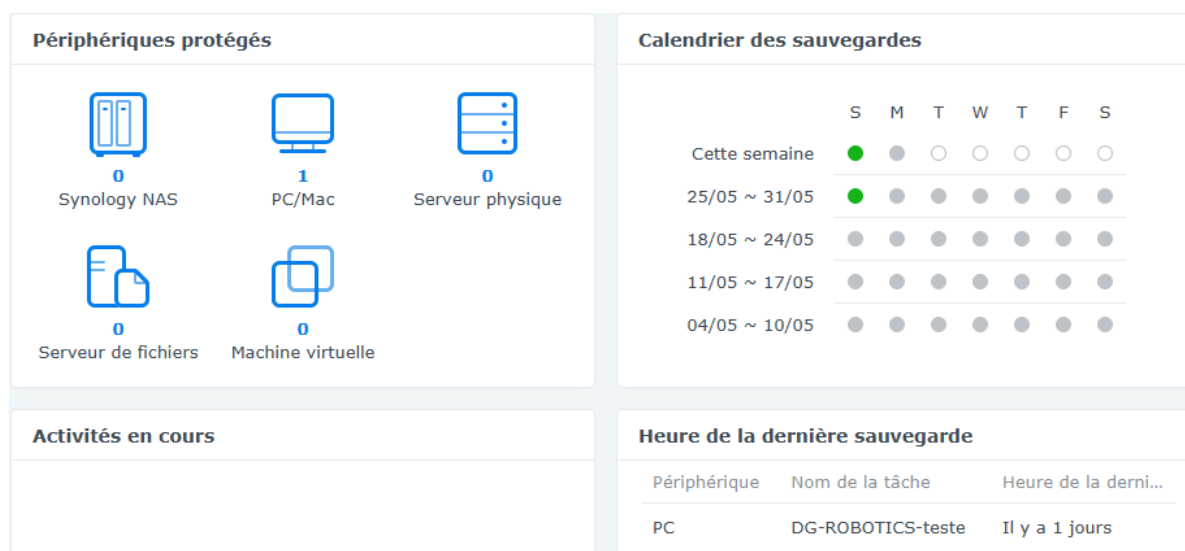 Périphériques protégés
0
Synology NAS
1
PC/Mac
0
Serveur physique
0
Serveur de fichiers
0
Machine virtuelle
Calendrier des sauvegardes
S M T W T F S
Cette semaine
25/05 ~ 31/05
18/05 ~ 24/05
11/05 ~ 17/05
04/05 ~ 10/05
Activités en cours
Heure de la dernière sauvegarde
Périphérique Nom de la tâche Heure de la derni...
PC DG-ROBOTICS-teste Il y a 1 jours